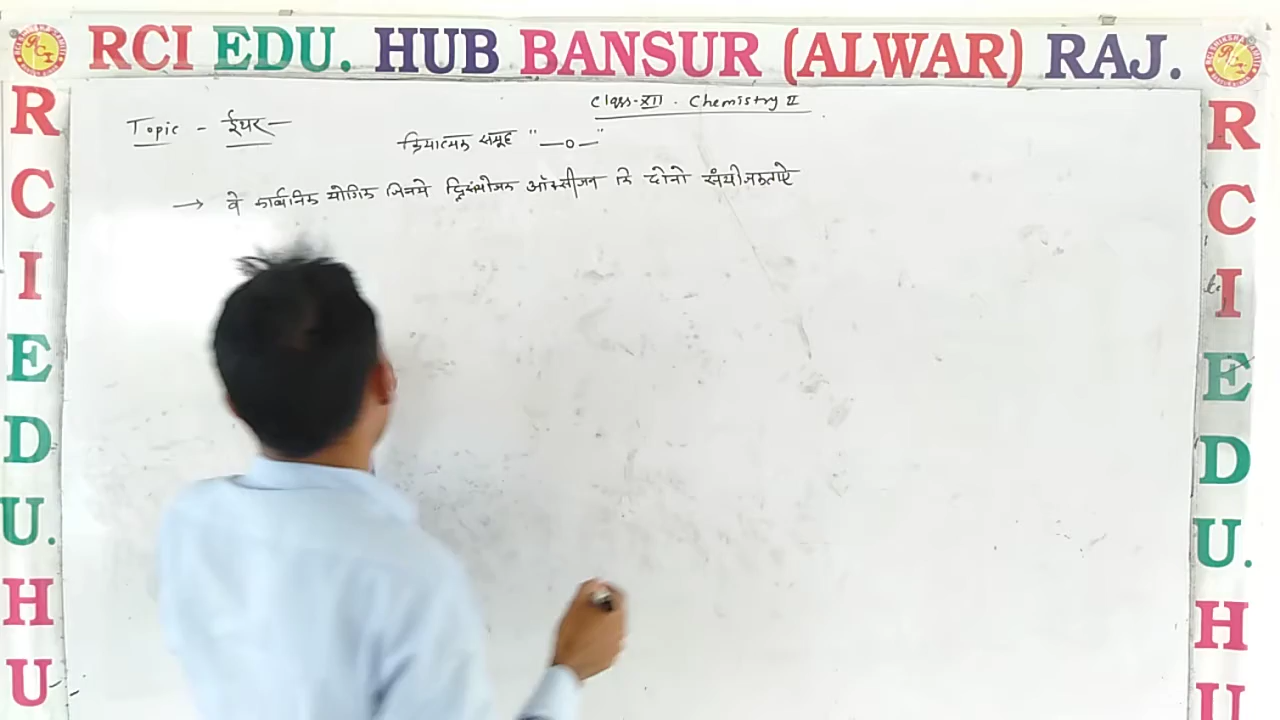 RCI EDU. HUB BANSUR (ALWAR) RAJ.
Class-XII. Chemistry II
Topic - ईथर-
क्रियात्मक समूह "—o—"
→ वे कार्बनिक यौगिक जिनमे द्विसंयोजक ऑक्सीजन कि दोनो संयोजकताऐ
R
C
I
E
D
U.
H
U
R
C
I
E
D
U.
H
U